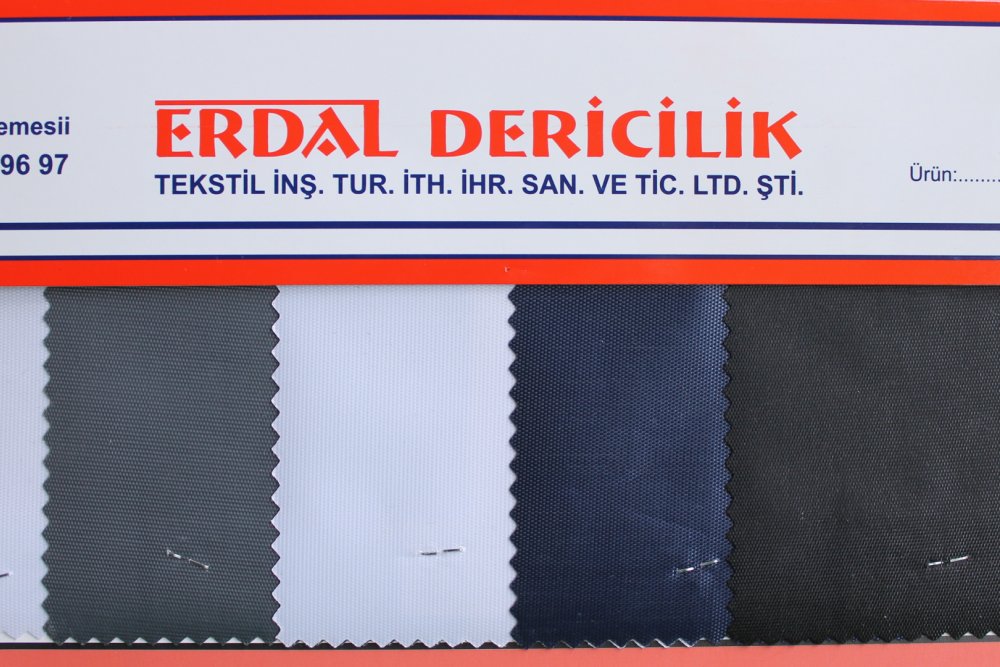 emesii
96 97
ERDAL DERİCİLİK
TEKSTİL İNŞ. TUR. İTH. İHR. SAN. VE TİC. LTD. ŞTİ.
Ürün:........